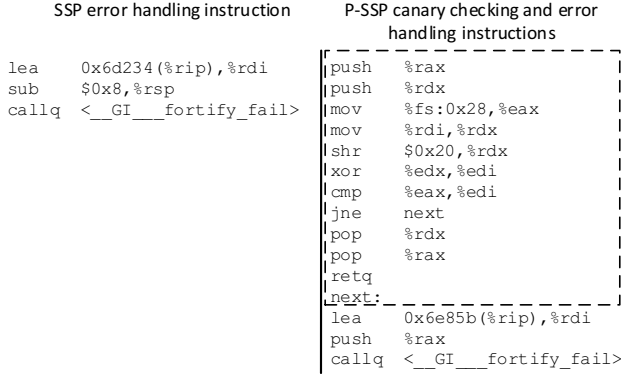 SSP error handling instruction
lea 0x6d234(%rip),%rdi
sub $0x8,%rsp
callq <__GI___fortify_fail>
P-SSP canary checking and error
handling instructions
push %rax
push %rdx
mov %fs:0x28,%eax
mov %rdi,%rdx
shr $0x20,%rdx
xor %edx,%edi
cmp %eax,%edi
jne next
pop %rdx
pop %rax
retq
next:
lea 0x6e85b(%rip),%rdi
push %rax
callq <__GI___fortify_fail>